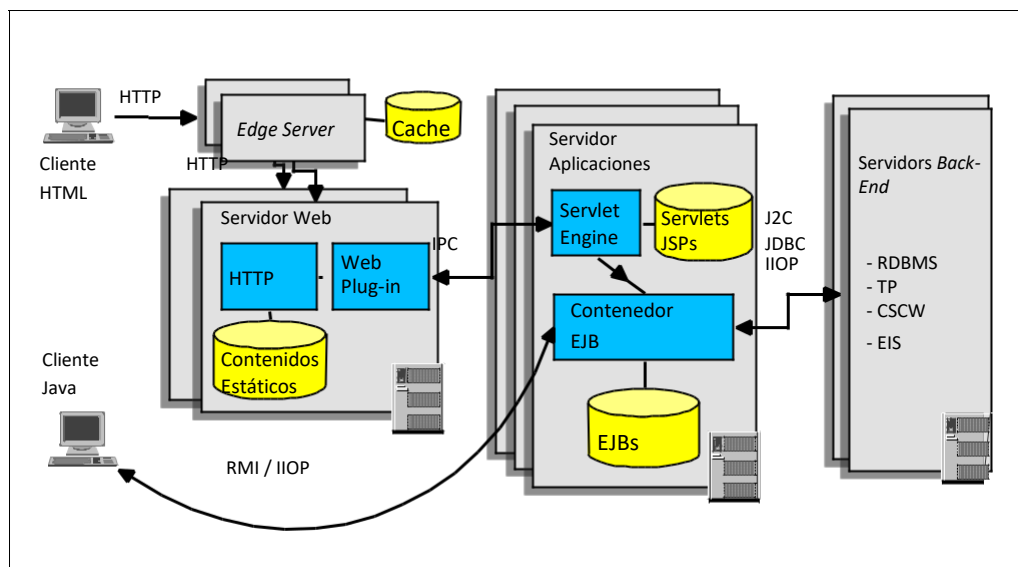 HTTP
Cliente
HTML
Edge Server
Cache
HTTP
Servidor Web
HTTP
Web
Plug-in
IPC
Contenidos
Estáticos
Cliente
Java
RMI / IIOP
Servidor
Aplicaciones
Servlet
Engine
Servlets
JSPs
J2C
JDBC
IIOP
Contenedor
EJB
EJBs
Servidors Back-
End
- RDBMS
- TP
- CSCW
- EIS